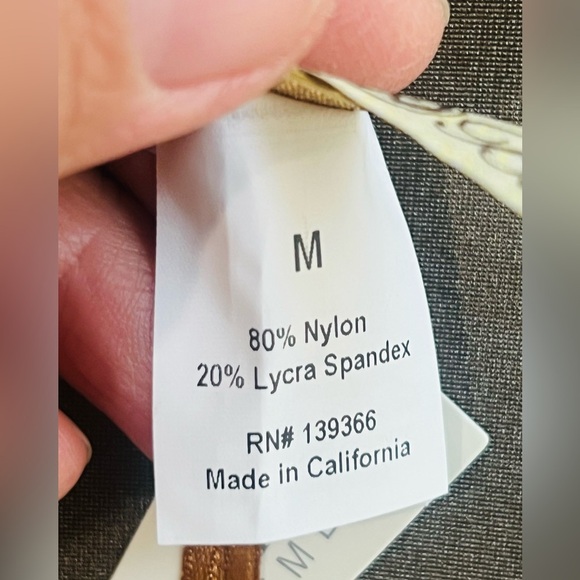 M
80% Nylon
20% Lycra Spandex
RN# 139366
Made in California